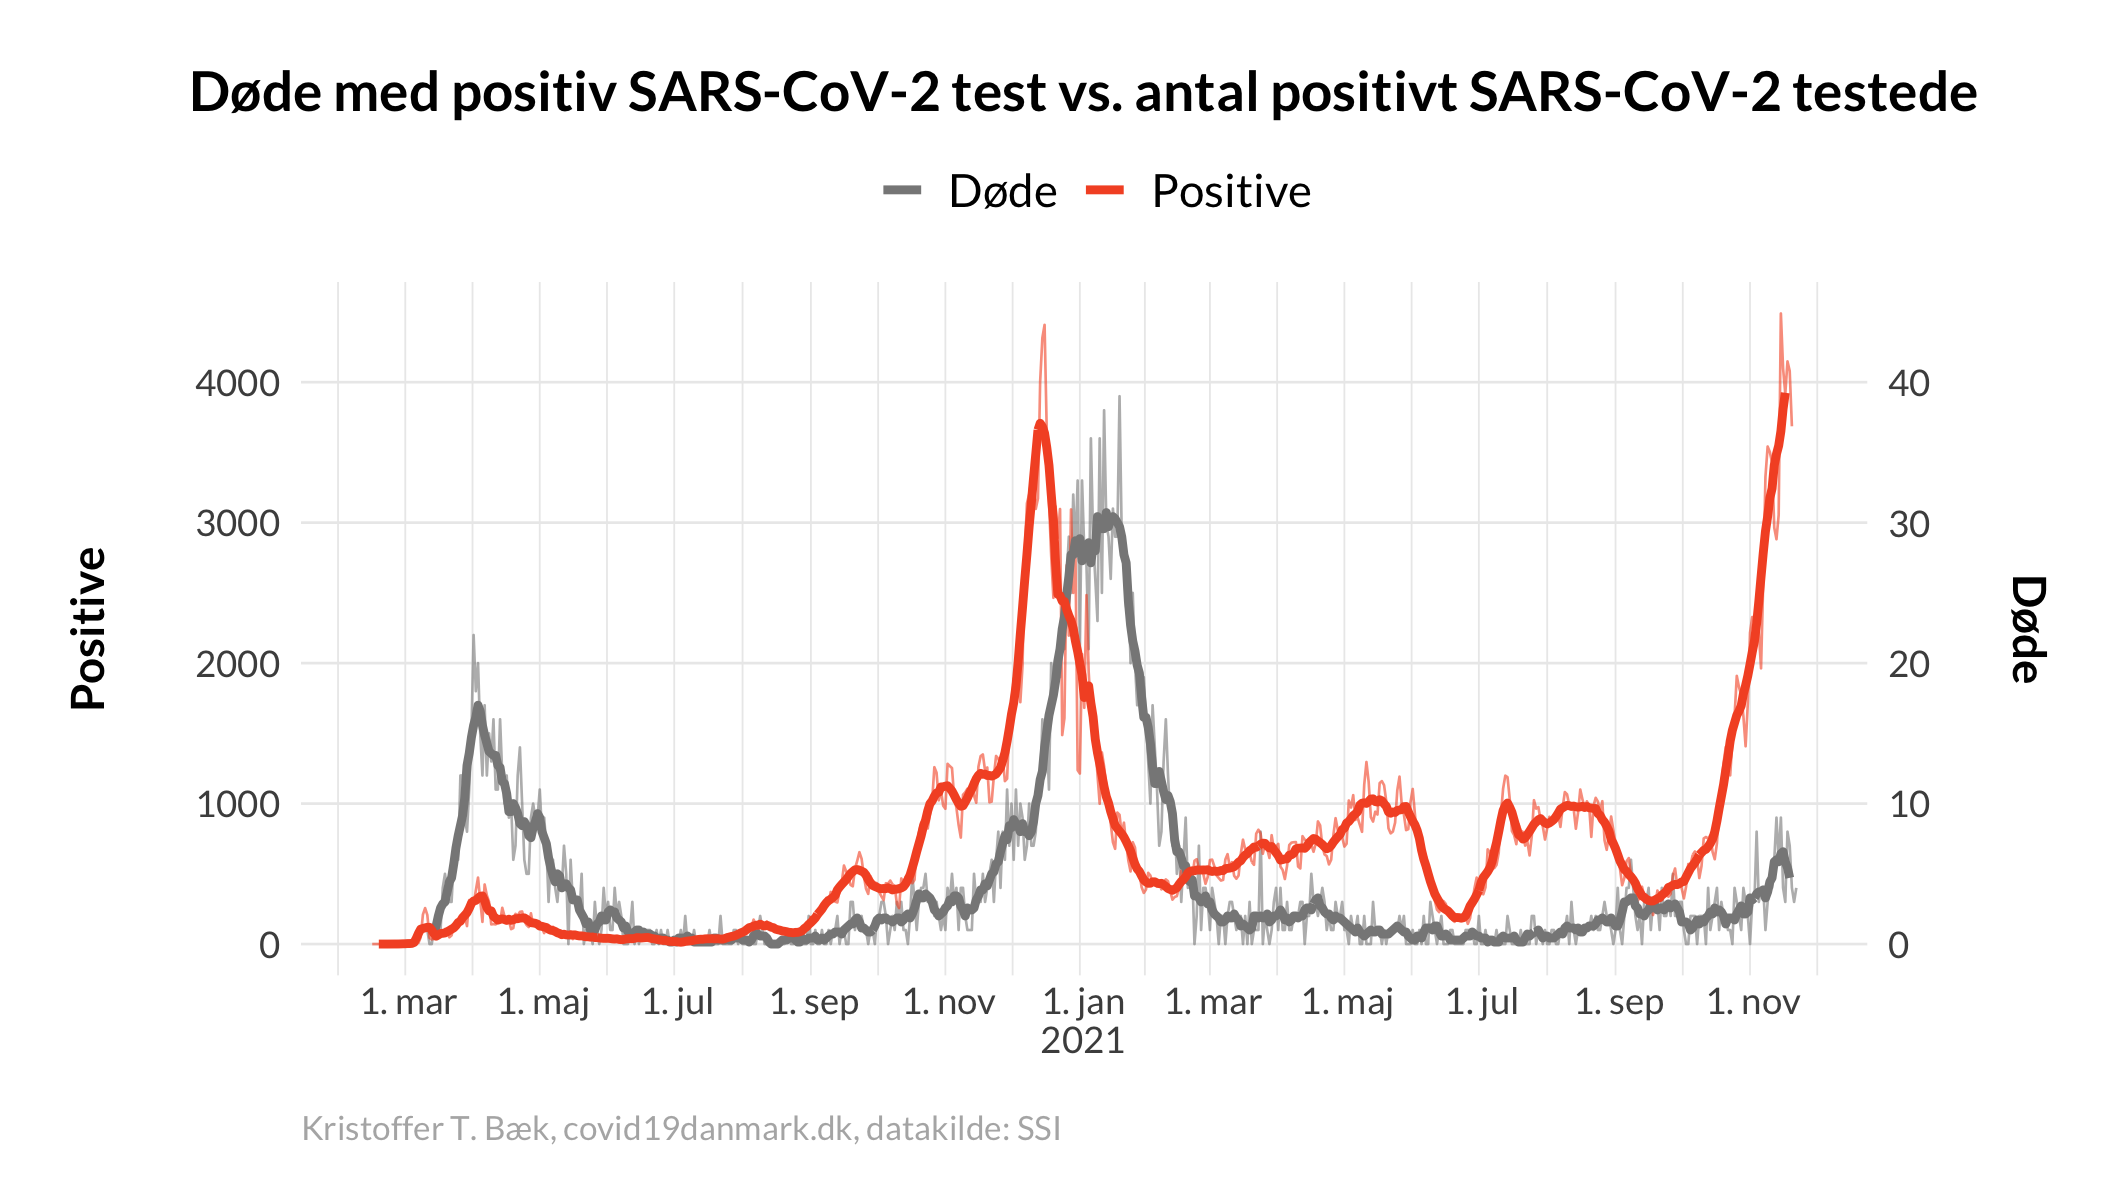 Døde med positiv SARS-CoV-2 test vs. antal positivt SARS-CoV-2 testede
Døde Positive
Positive
4000
3000
2000
1000
0
40
30
20
10
0
Døde
1. mar 1. maj 1. jul 1. sep 1. nov 1. jan 1. mar 1. maj 1. jul 1. sep 1. nov
2021
Kristoffer T. Bæk, covid19danmark.dk, datakilde: SSI